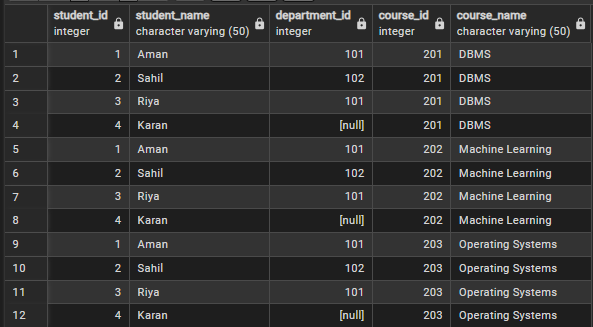 student_id student_name department_id course_id course_name
integer character varying (50) integer integer character varying (50)
1 1 Aman 101 201 DBMS
2 2 Sahil 102 201 DBMS
3 3 Riya 101 201 DBMS
4 4 Karan [null] 201 DBMS
5 1 Aman 101 202 Machine Learning
6 2 Sahil 102 202 Machine Learning
7 3 Riya 101 202 Machine Learning
8 4 Karan [null] 202 Machine Learning
9 1 Aman 101 203 Operating Systems
10 2 Sahil 102 203 Operating Systems
11 3 Riya 101 203 Operating Systems
12 4 Karan [null] 203 Operating Systems